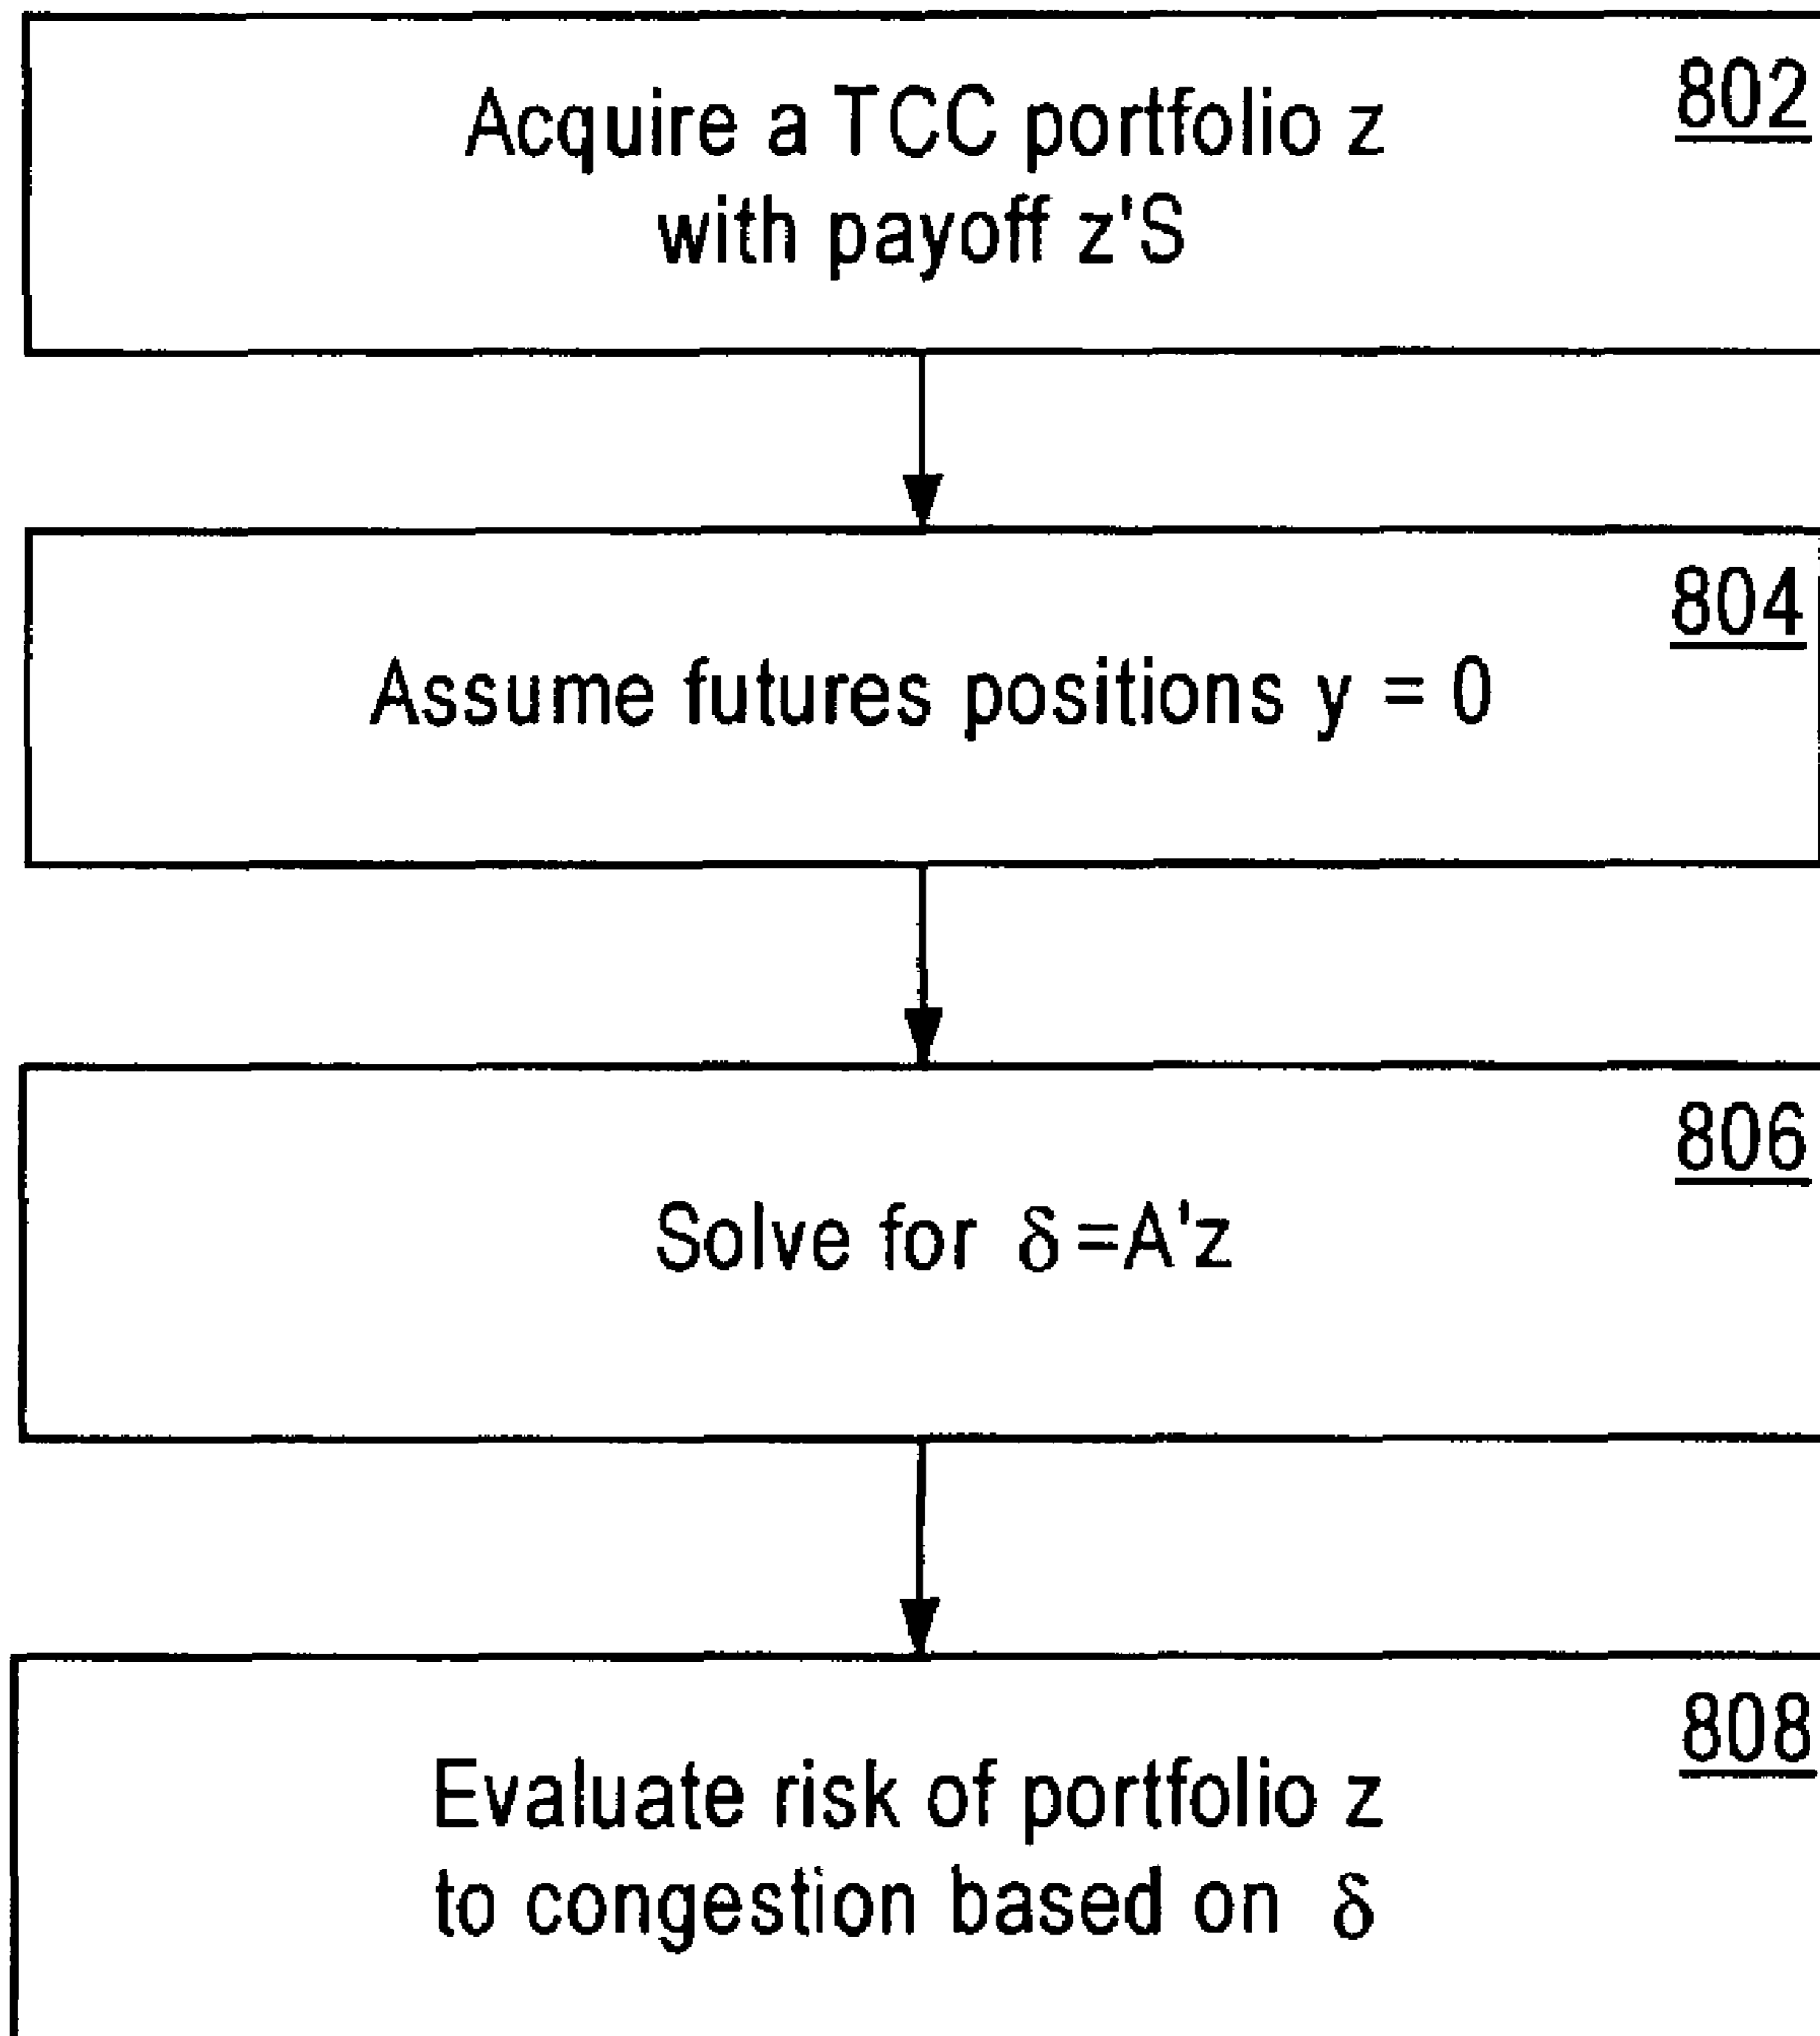 802
Acquire a TCC portfolio z
with payoff z'S
804
Assume futures positions y = 0
806
Solve for δ=A'z
808
Evaluate risk of portfolio z
to congestion based on δ